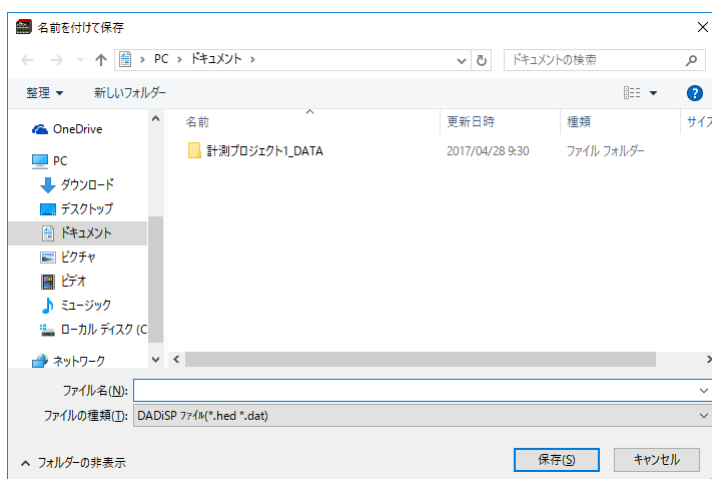 名前を付けて保存
PC › ドキュメント ›
ドキュメントの検索
整理 新しいフォルダー
名前 更新日時 種類 サイズ
OneDrive
計測プロジェクト1_DATA 2017/04/28 9:30 ファイル フォルダー
PC
ダウンロード
デスクトップ
ドキュメント
ピクチャ
ビデオ
ミュージック
ローカル ディスク (C
ネットワーク
ファイル名(N):
ファイルの種類(T): DADiSP ファイル(*.hed *.dat)
フォルダーの非表示
保存(S) キャンセル